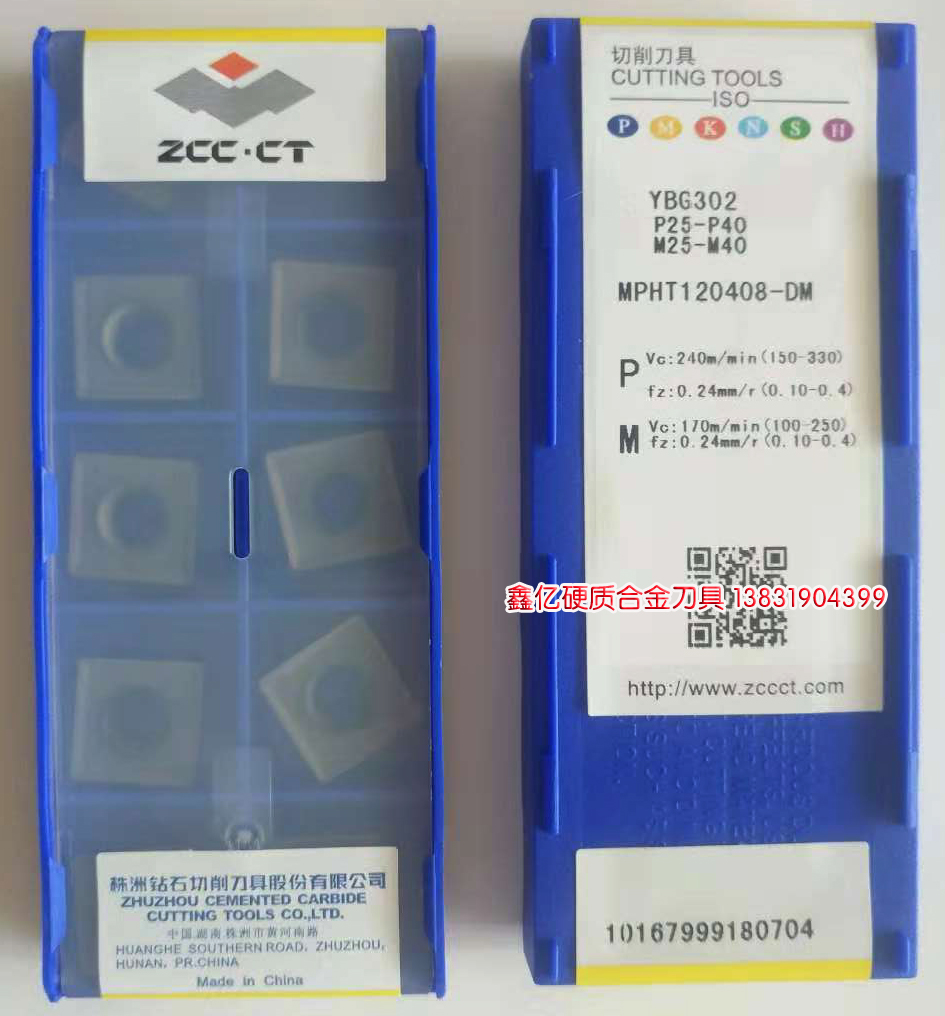 ZCC·CT
株洲钻石切削刀具股份有限公司
ZHUZHOU CEMENTED CARBIDE
CUTTING TOOLS CO.,LTD.
中国.湖南株洲市黄河南路
HUANGHE SOUTHERN ROAD, ZHUZHOU,
HUNAN, PR.CHINA
Made in China
切削刀具
CUTTING TOOLS
ISO
P M K N S H
YBG302
P25-P40
M25-M40
MPHT120408-DM
P Vc:240m/min(150-330)
fz:0.24mm/r(0.10-0.4)
M Vc:170m/min(100-250)
fz:0.24mm/r(0.10-0.4)
鑫亿硬质合金刀具 13831904399
http://www.zccct.com
10167999180704